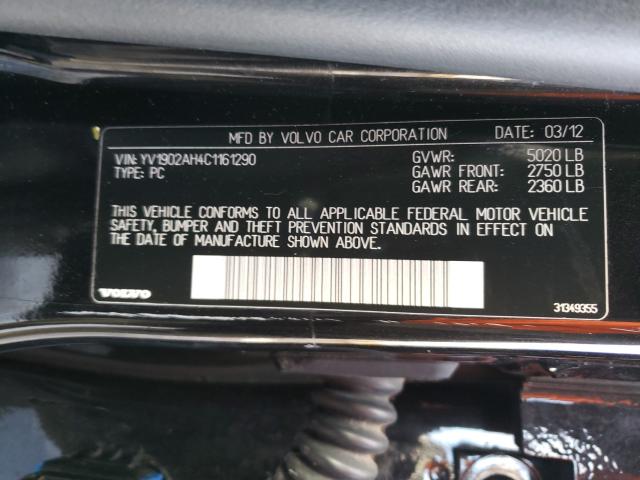 MFD BY VOLVO CAR CORPORATION DATE: 03/12
VIN: YV1902AH4C1161290 GVWR: 5020 LB
TYPE: PC GAWR FRONT: 2750 LB
GAWR REAR: 2360 LB
THIS VEHICLE CONFORMS TO ALL APPLICABLE FEDERAL MOTOR VEHICLE
SAFETY, BUMPER AND THEFT PREVENTION STANDARDS IN EFFECT ON
THE DATE OF MANUFACTURE SHOWN ABOVE.
VOLVO 31349355